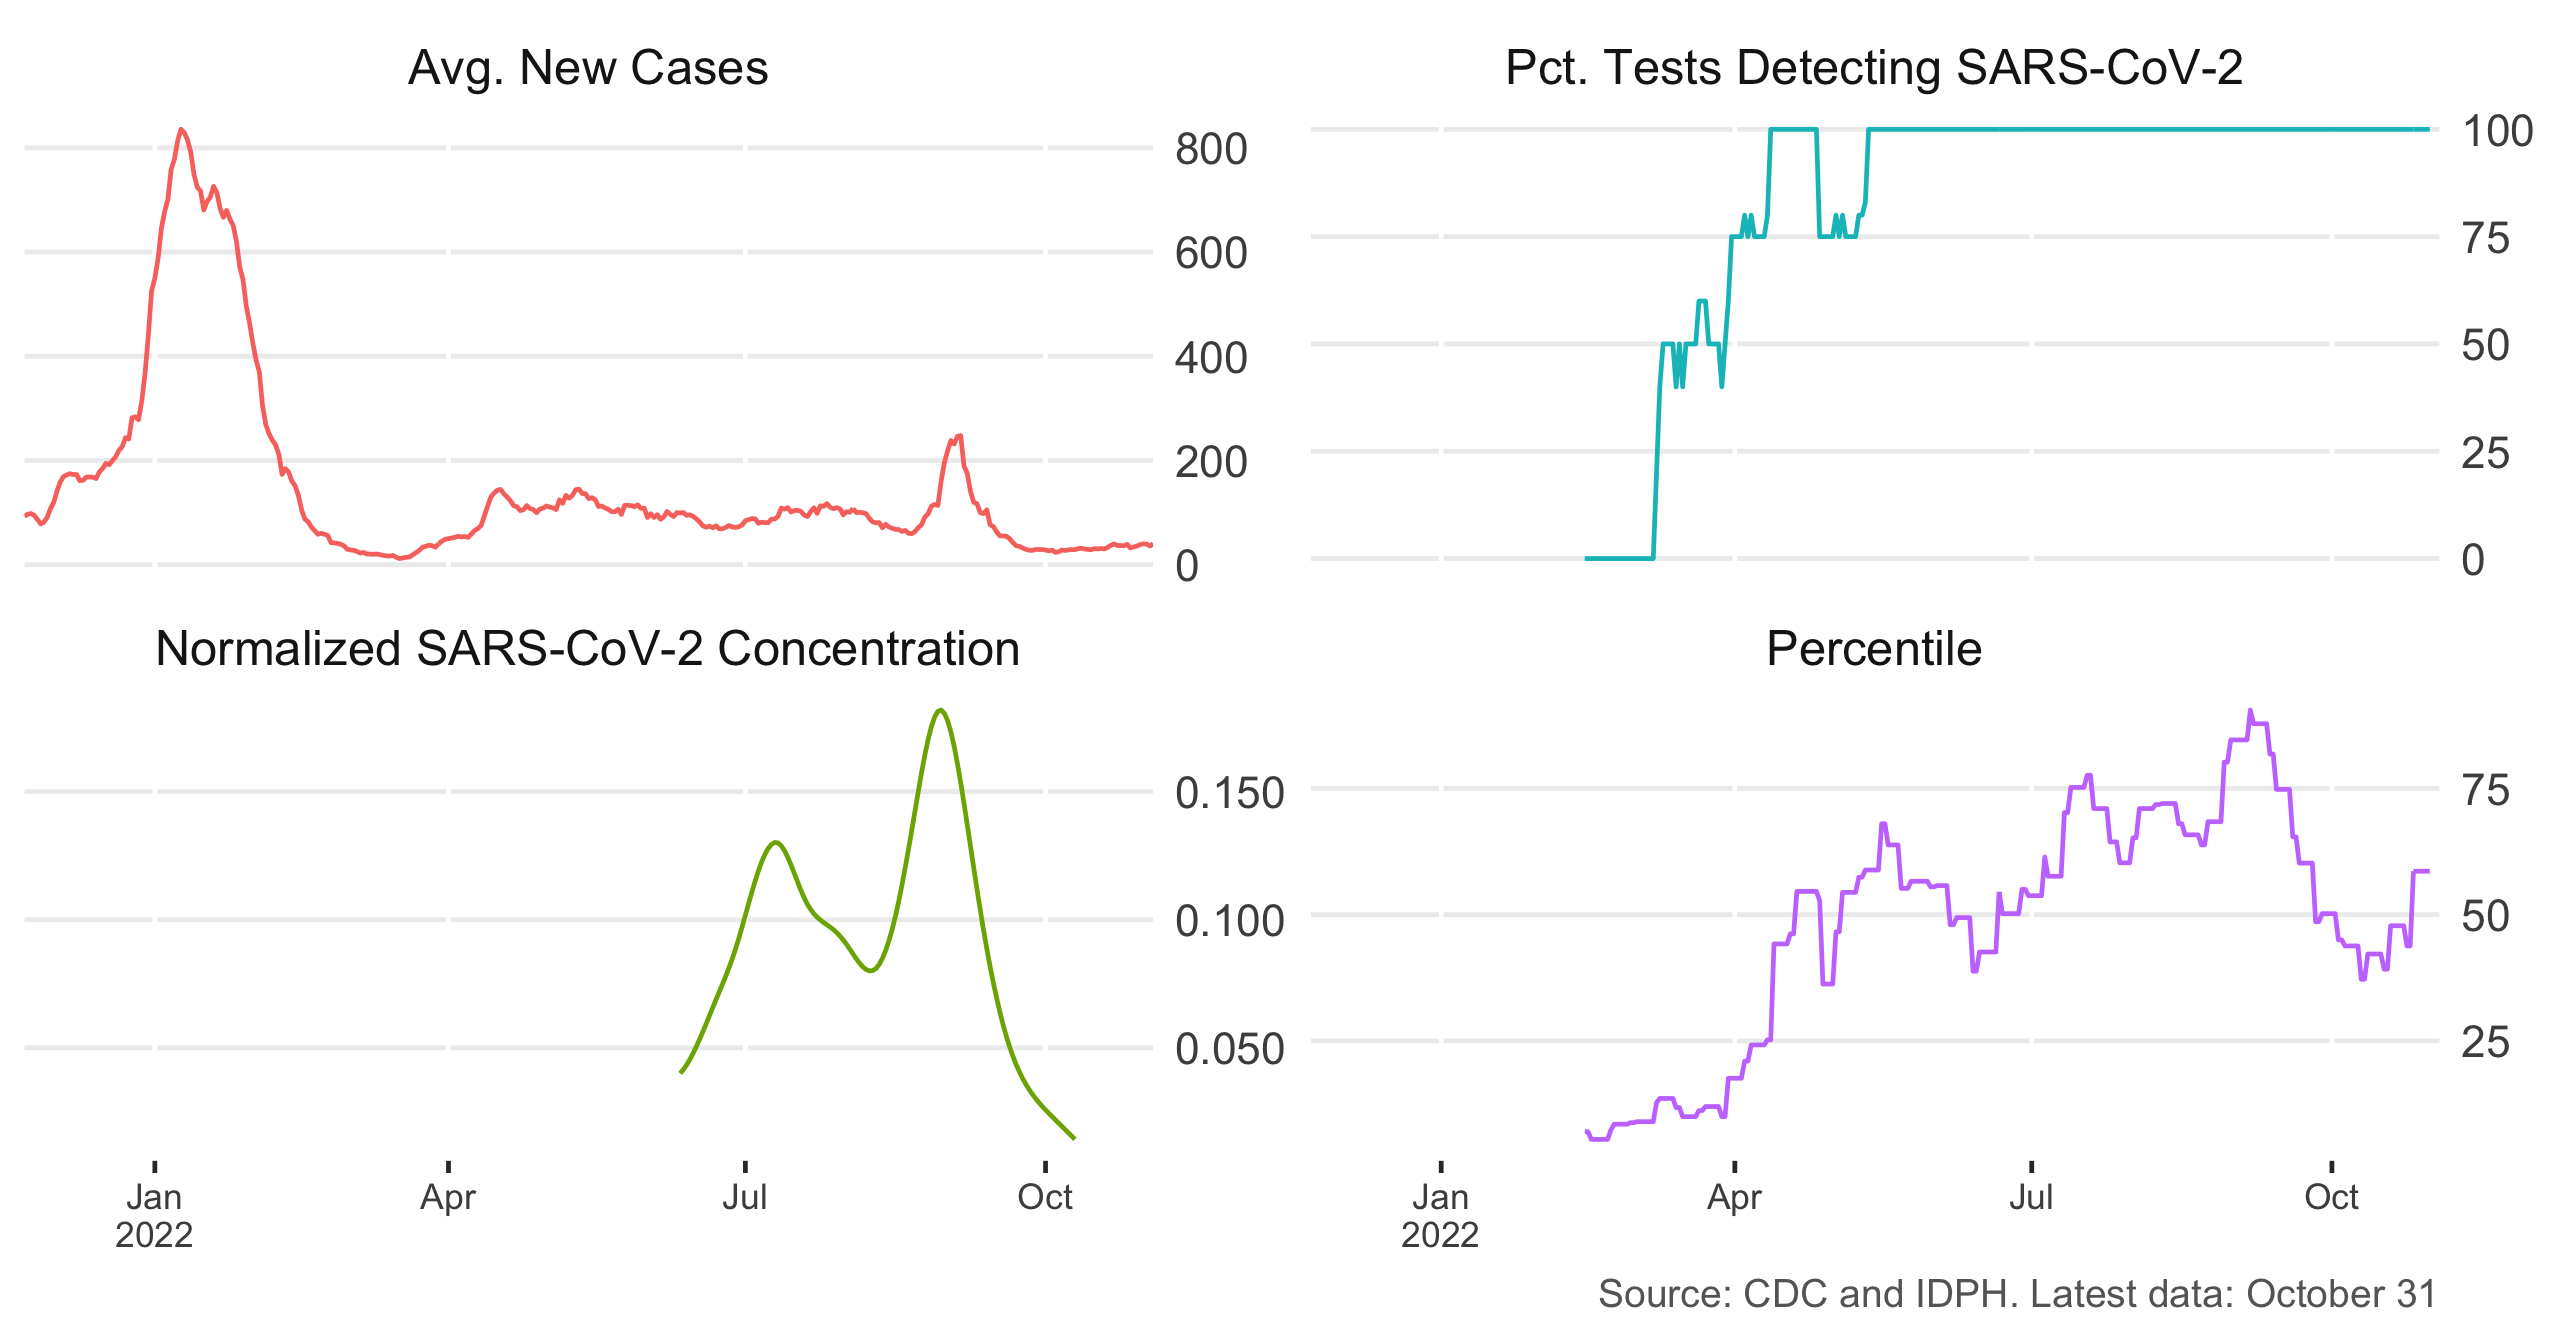 Avg. New Cases
800
600
400
200
0
Pct. Tests Detecting SARS-CoV-2
100
75
50
25
0
Normalized SARS-CoV-2 Concentration
0.150
0.100
0.050
Jan
2022
Apr
Jul
Oct
Percentile
75
50
25
Jan
2022
Apr
Jul
Oct
Source: CDC and IDPH. Latest data: October 31